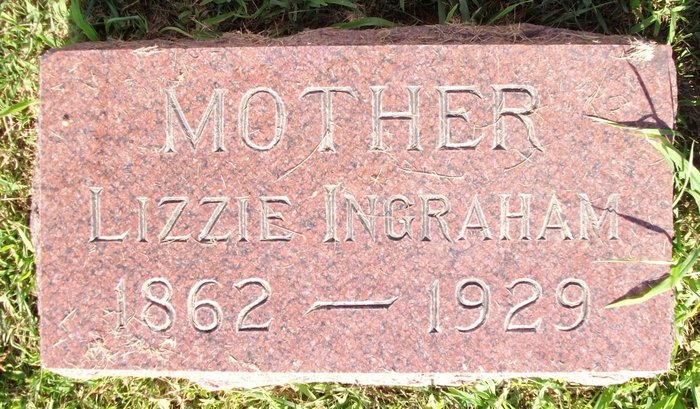 MOTHER
LIZZIE INGRAHAM
1862 — 1929